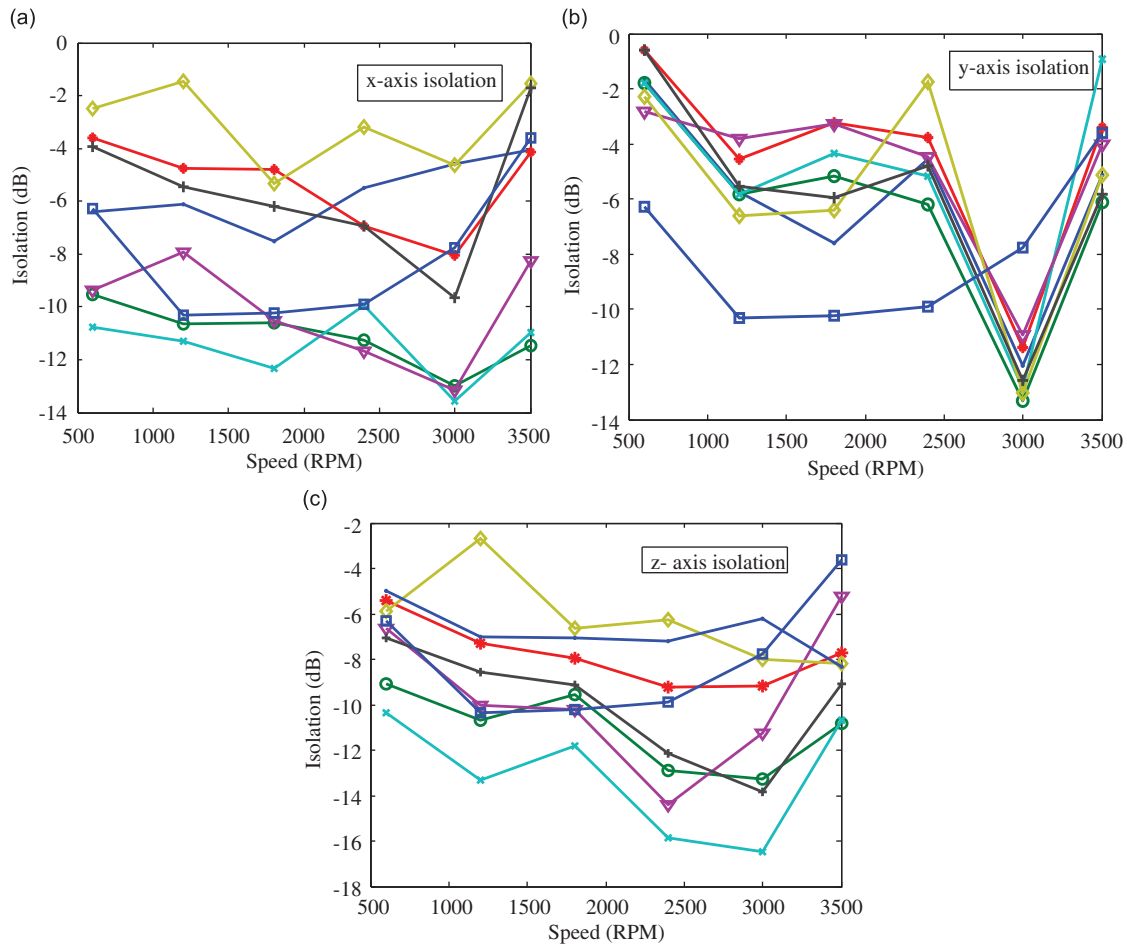 (a)
0
-2
-4
-6
-8
-10
-12
-14
Isolation (dB)
x-axis isolation
500 1000 1500 2000 2500 3000 3500
Speed (RPM)
(b)
0
-2
-4
-6
-8
-10
-12
-14
Isolation (dB)
y-axis isolation
500 1000 1500 2000 2500 3000 3500
Speed (RPM)
(c)
-2
-4
-6
-8
-10
-12
-14
-16
-18
Isolation (dB)
z- axis isolation
500 1000 1500 2000 2500 3000 3500
Speed (RPM)